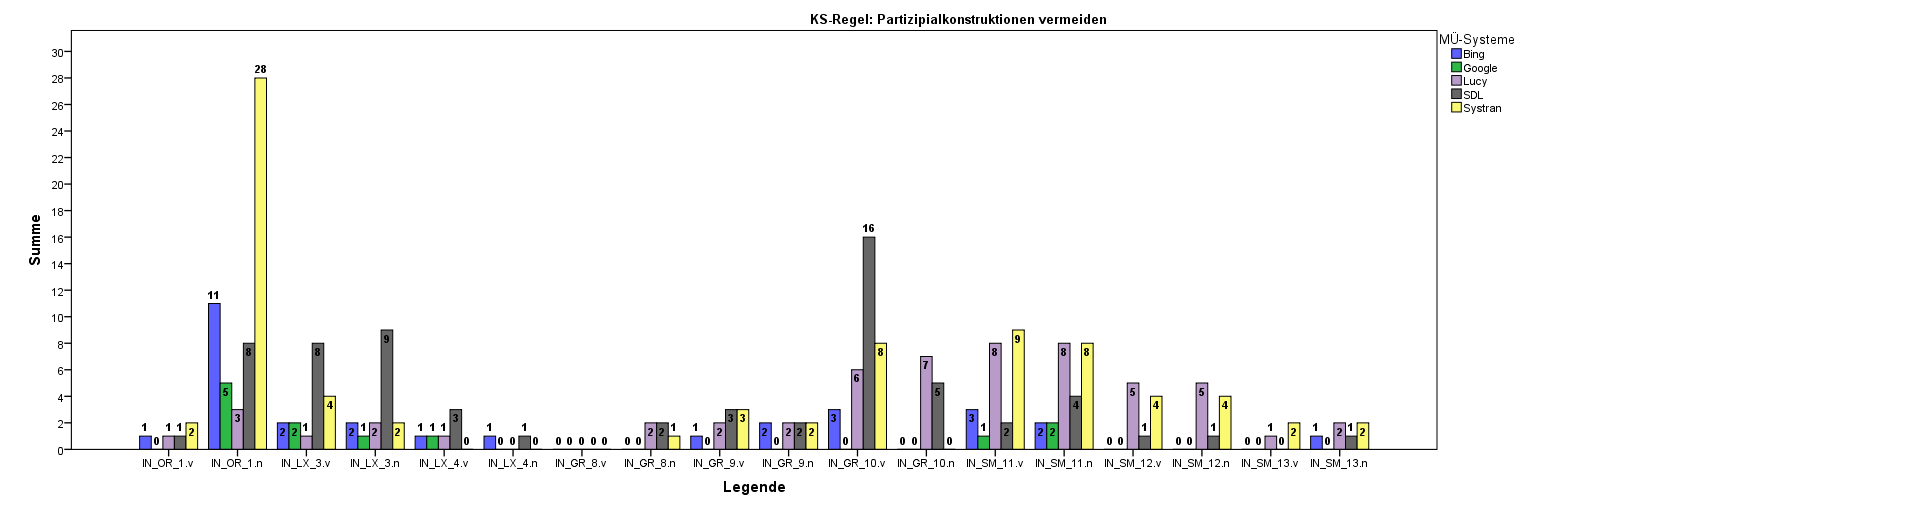 KS-Regel: Partizipialkonstruktionen vermeiden
MÜ-Systeme
Bing
Google
Lucy
SDL
Systran
Summe
30
28
26
24
22
20
18
16
14
12
10
8
6
4
2
0
1 0 1 1 2
11 5 3 8 28
2 2 1 8 4
2 1 2 9 2
1 1 1 3 0
1 0 0 1 0
0 0 0 0 0
0 0 2 2 1
1 0 2 3 3
2 0 2 2 2
3 0 6 16 8
0 0 7 5 0
3 1 8 2 9
2 2 8 4 8
0 0 5 1 4
0 0 5 1 4
0 0 1 0 2
1 0 2 1 2
IN_OR_1.v IN_OR_1.n IN_LX_3.v IN_LX_3.n IN_LX_4.v IN_LX_4.n IN_GR_8.v IN_GR_8.n IN_GR_9.v IN_GR_9.n IN_GR_10.v IN_GR_10.n IN_SM_11.v IN_SM_11.n IN_SM_12.v IN_SM_12.n IN_SM_13.v IN_SM_13.n
Legende